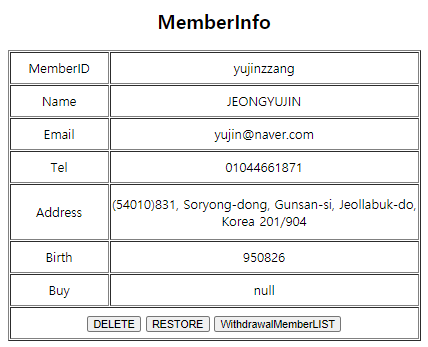 MemberInfo
MemberID yujinzzang
Name JEONGYUJIN
Email yujin@naver.com
Tel 01044661871
Address (54010)831, Soryong-dong, Gunsan-si, Jeollabuk-do,
Korea 201/904
Birth 950826
Buy null
DELETE RESTORE WithdrawalMemberLIST